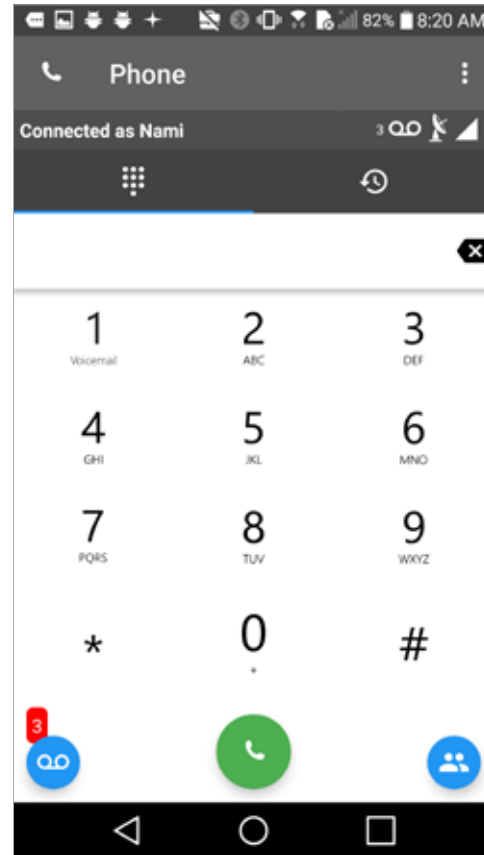 82% 8:20 AM
Phone
Connected as Nami
3
1 2 3
Voicemail ABC DEF
4 5 6
GHI JKL MNO
7 8 9
PQRS TUV WXYZ
* 0 #
+
3